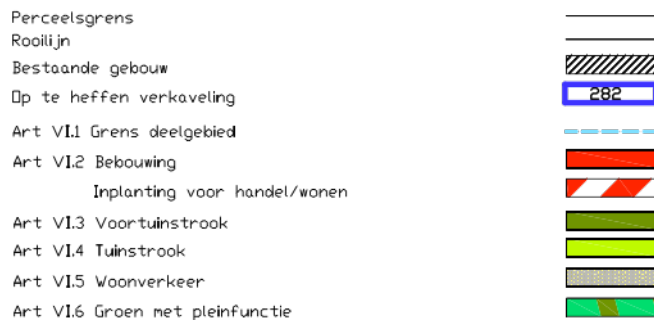 Perceelsgrens
Rooilijn
Bestaande gebouw
Op te heffen verkaveling 282
Art VI.1 Grens deelgebied
Art VI.2 Bebouwing
Inplanting voor handel/wonen
Art VI.3 Voortuinstrook
Art VI.4 Tuinstrook
Art VI.5 Woonverkeer
Art VI.6 Groen met pleinfunctie